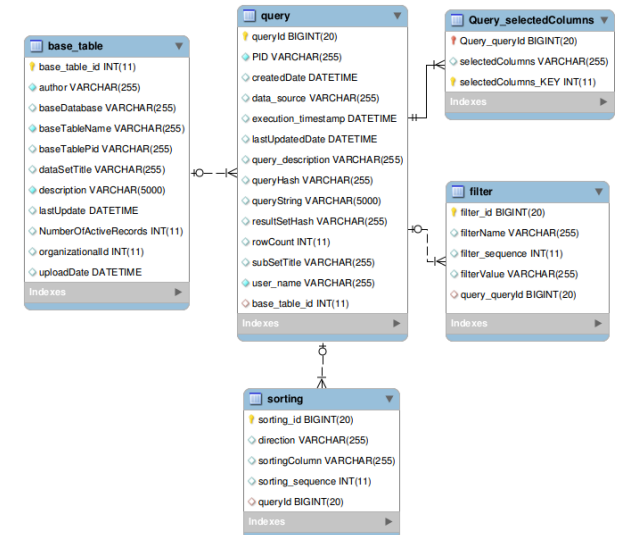 base_table
base_table_id INT(11)
author VARCHAR(255)
baseDatabase VARCHAR(255)
baseTableName VARCHAR(255)
baseTablePid VARCHAR(255)
dataSetTitle VARCHAR(255)
description VARCHAR(5000)
lastUpdate DATETIME
NumberOfActiveRecords INT(11)
organizationalId INT(11)
uploadDate DATETIME
Indexes
query
queryId BIGINT(20)
PID VARCHAR(255)
createdDate DATETIME
data_source VARCHAR(255)
execution_timestamp DATETIME
lastUpdatedDate DATETIME
query_description VARCHAR(255)
queryHash VARCHAR(255)
queryString VARCHAR(5000)
resultSetHash VARCHAR(255)
rowCount INT(11)
subSetTitle VARCHAR(255)
user_name VARCHAR(255)
base_table_id INT(11)
Indexes
Query_selectedColumns
Query_queryId BIGINT(20)
selectedColumns VARCHAR(255)
selectedColumns_KEY INT(11)
Indexes
filter
filter_id BIGINT(20)
filterName VARCHAR(255)
filter_sequence INT(11)
filterValue VARCHAR(255)
query_queryId BIGINT(20)
Indexes
sorting
sorting_id BIGINT(20)
direction VARCHAR(255)
sortingColumn VARCHAR(255)
sorting_sequence INT(11)
queryId BIGINT(20)
Indexes